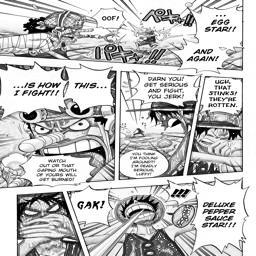 ... EGG
STAR!!
AND
AGAIN!
OOF!
UGH,
THAT
STINKS!
THEY'RE
ROTTEN.
DARN YOU!
GET
SERIOUS
AND FIGHT,
YOU JERK!
YOU THINK
I'M FOOLING
AROUND?!
I'M DEADLY
SERIOUS,
LUFFY!
THIS...
...IS HOW
I FIGHT!!
WATCH
OUT OR THAT
GAPING MOUTH
OF YOURS WILL
GET BURNED!
DELUXE
PEPPER
SAUCE
STAR!!!
!!!
GAK!